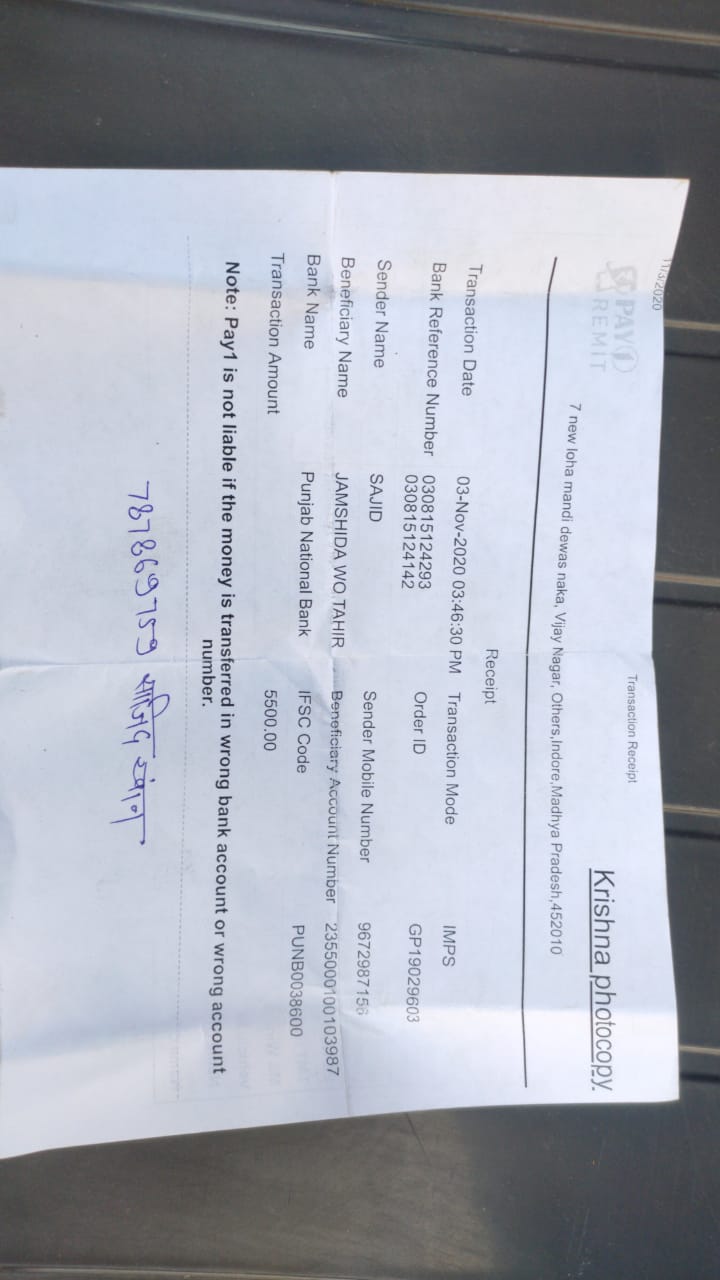 11/3/2020
PAY1
REMIT
Transaction Receipt
Krishna photocopy
7 new loha mandi dewas naka, Vijay Nagar, Others,Indore,Madhya Pradesh,452010
Receipt
Transaction Date 03-Nov-2020 03:46:30 PM Transaction Mode IMPS
Bank Reference Number 030815124293 Order ID GP19029603
030815124142
Sender Name SAJID Sender Mobile Number 9672987156
Beneficiary Name JAMSHIDA WO TAHIR Beneficiary Account Number 2355000100103987
Bank Name Punjab National Bank IFSC Code PUNB0038600
Transaction Amount 5500.00
Note: Pay1 is not liable if the money is transferred in wrong bank account or wrong account
number.
787869759 साजिद खांन